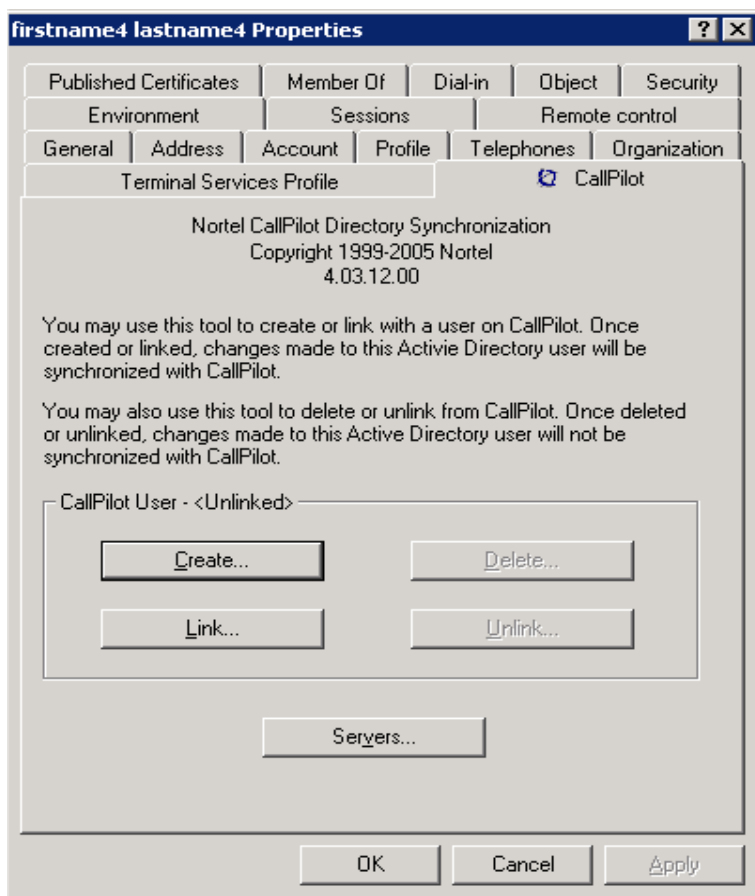 firstname4 lastname4 Properties
Published Certificates Member Of Dial-in Object Security
Environment Sessions Remote control
General Address Account Profile Telephones Organization
Terminal Services Profile CallPilot
Nortel CallPilot Directory Synchronization
Copyright 1999-2005 Nortel
4.03.12.00
You may use this tool to create or link with a user on CallPilot. Once
created or linked, changes made to this Activie Directory user will be
synchronized with CallPilot.
You may also use this tool to delete or unlink from CallPilot. Once deleted
or unlinked, changes made to this Active Directory user will not be
synchronized with CallPilot.
CallPilot User - <Unlinked>
Create... Delete...
Link... Unlink...
Servers...
OK Cancel Apply